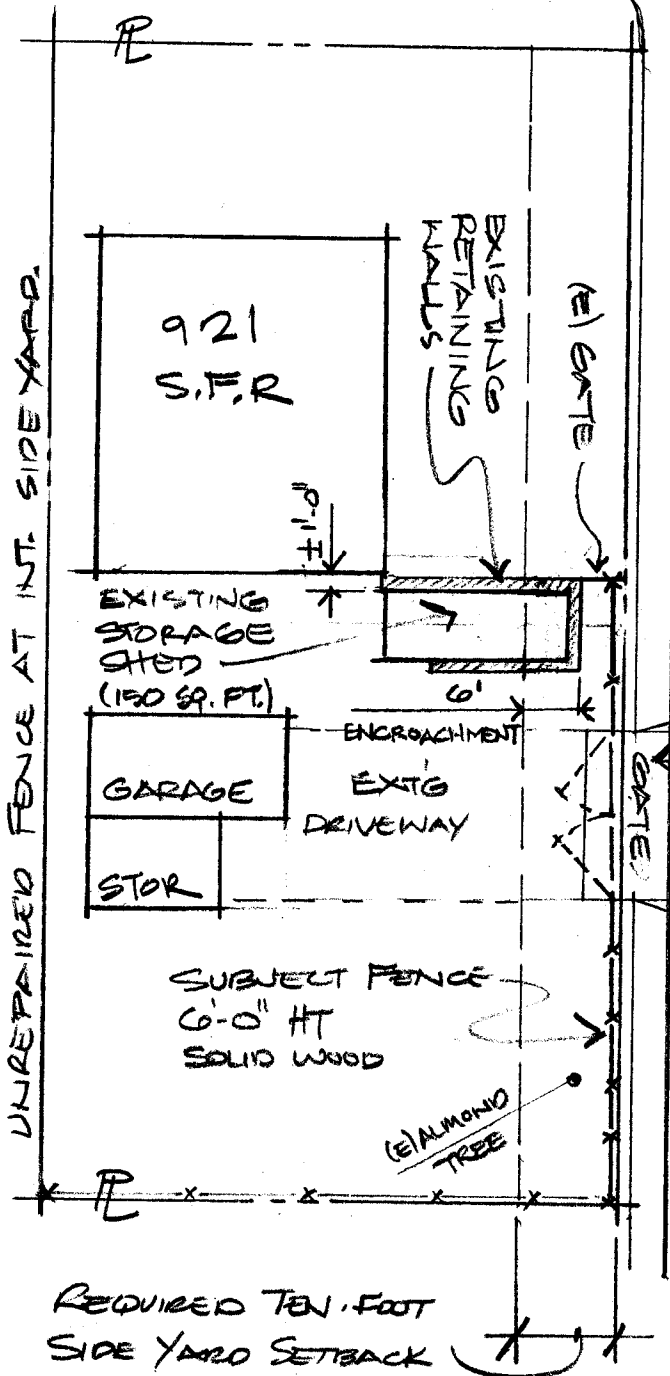 PL
921
S.F.R
EXISTING
RETAINING
WALLS
(E) GATE
UNREPAIRED FENCE AT INT. SIDE YARD.
±1'-0"
EXISTING
STORAGE
SHED
(150 SQ. FT.)
6'
ENCROACHMENT
GARAGE
EXT'G
DRIVEWAY
GATE
STOR
SUBJECT FENCE
6'-0" HT
SOLID WOOD
(E) ALMOND
TREE
PL
REQUIRED TEN-FOOT
SIDE YARD SETBACK